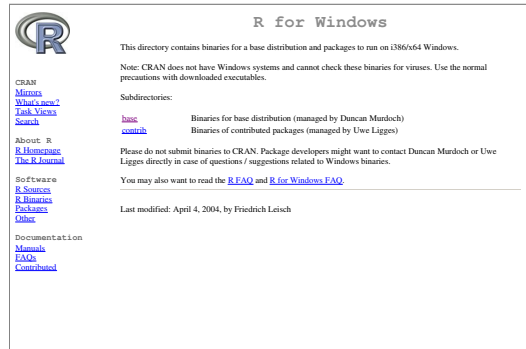 R
CRAN
Mirrors
What's new?
Task Views
Search
About R
R Homepage
The R Journal
Software
R Sources
R Binaries
Packages
Other
Documentation
Manuals
FAQs
Contributed
R for Windows
This directory contains binaries for a base distribution and packages to run on i386/x64 Windows.
Note: CRAN does not have Windows systems and cannot check these binaries for viruses. Use the normal
precautions with downloaded executables.
Subdirectories:
base Binaries for base distribution (managed by Duncan Murdoch)
contrib Binaries of contributed packages (managed by Uwe Ligges)
Please do not submit binaries to CRAN. Package developers might want to contact Duncan Murdoch or Uwe
Ligges directly in case of questions / suggestions related to Windows binaries.
You may also want to read the R FAQ and R for Windows FAQ.
Last modified: April 4, 2004, by Friedrich Leisch